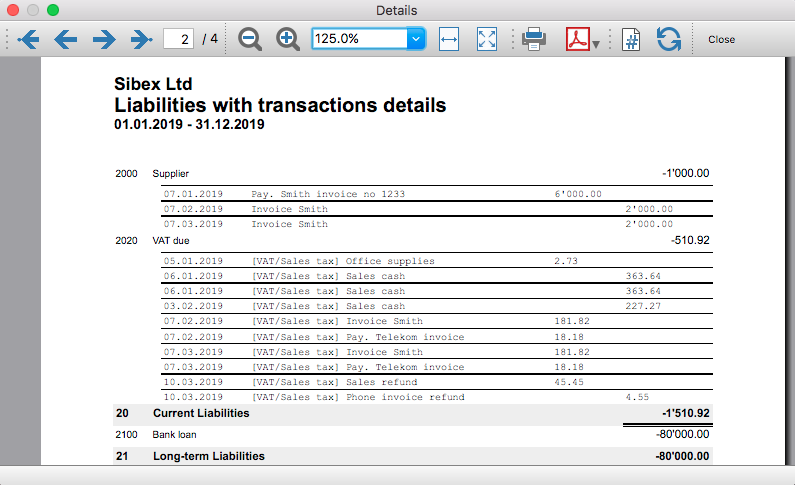 Details
2 / 4 125.0% Close
Sibex Ltd
Liabilities with transactions details
01.01.2019 - 31.12.2019
2000 Supplier -1'000.00
07.01.2019 Pay. Smith invoice no 1233 6'000.00
07.02.2019 Invoice Smith 2'000.00
07.03.2019 Invoice Smith 2'000.00
2020 VAT due -510.92
05.01.2019 [VAT/Sales tax] Office supplies 2.73
06.01.2019 [VAT/Sales tax] Sales cash 363.64
06.01.2019 [VAT/Sales tax] Sales cash 363.64
03.02.2019 [VAT/Sales tax] Sales cash 227.27
07.02.2019 [VAT/Sales tax] Invoice Smith 181.82
07.02.2019 [VAT/Sales tax] Pay. Telekom invoice 18.18
07.03.2019 [VAT/Sales tax] Invoice Smith 181.82
07.03.2019 [VAT/Sales tax] Pay. Telekom invoice 18.18
10.03.2019 [VAT/Sales tax] Sales refund 45.45
10.03.2019 [VAT/Sales tax] Phone invoice refund 4.55
20 Current Liabilities -1'510.92
2100 Bank loan -80'000.00
21 Long-term Liabilities -80'000.00